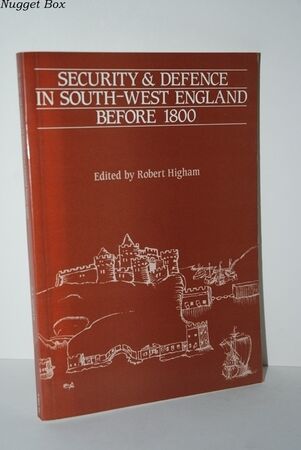 Nugget Box
SECURITY & DEFENCE
IN SOUTH-WEST ENGLAND
BEFORE 1800
Edited by Robert Higham